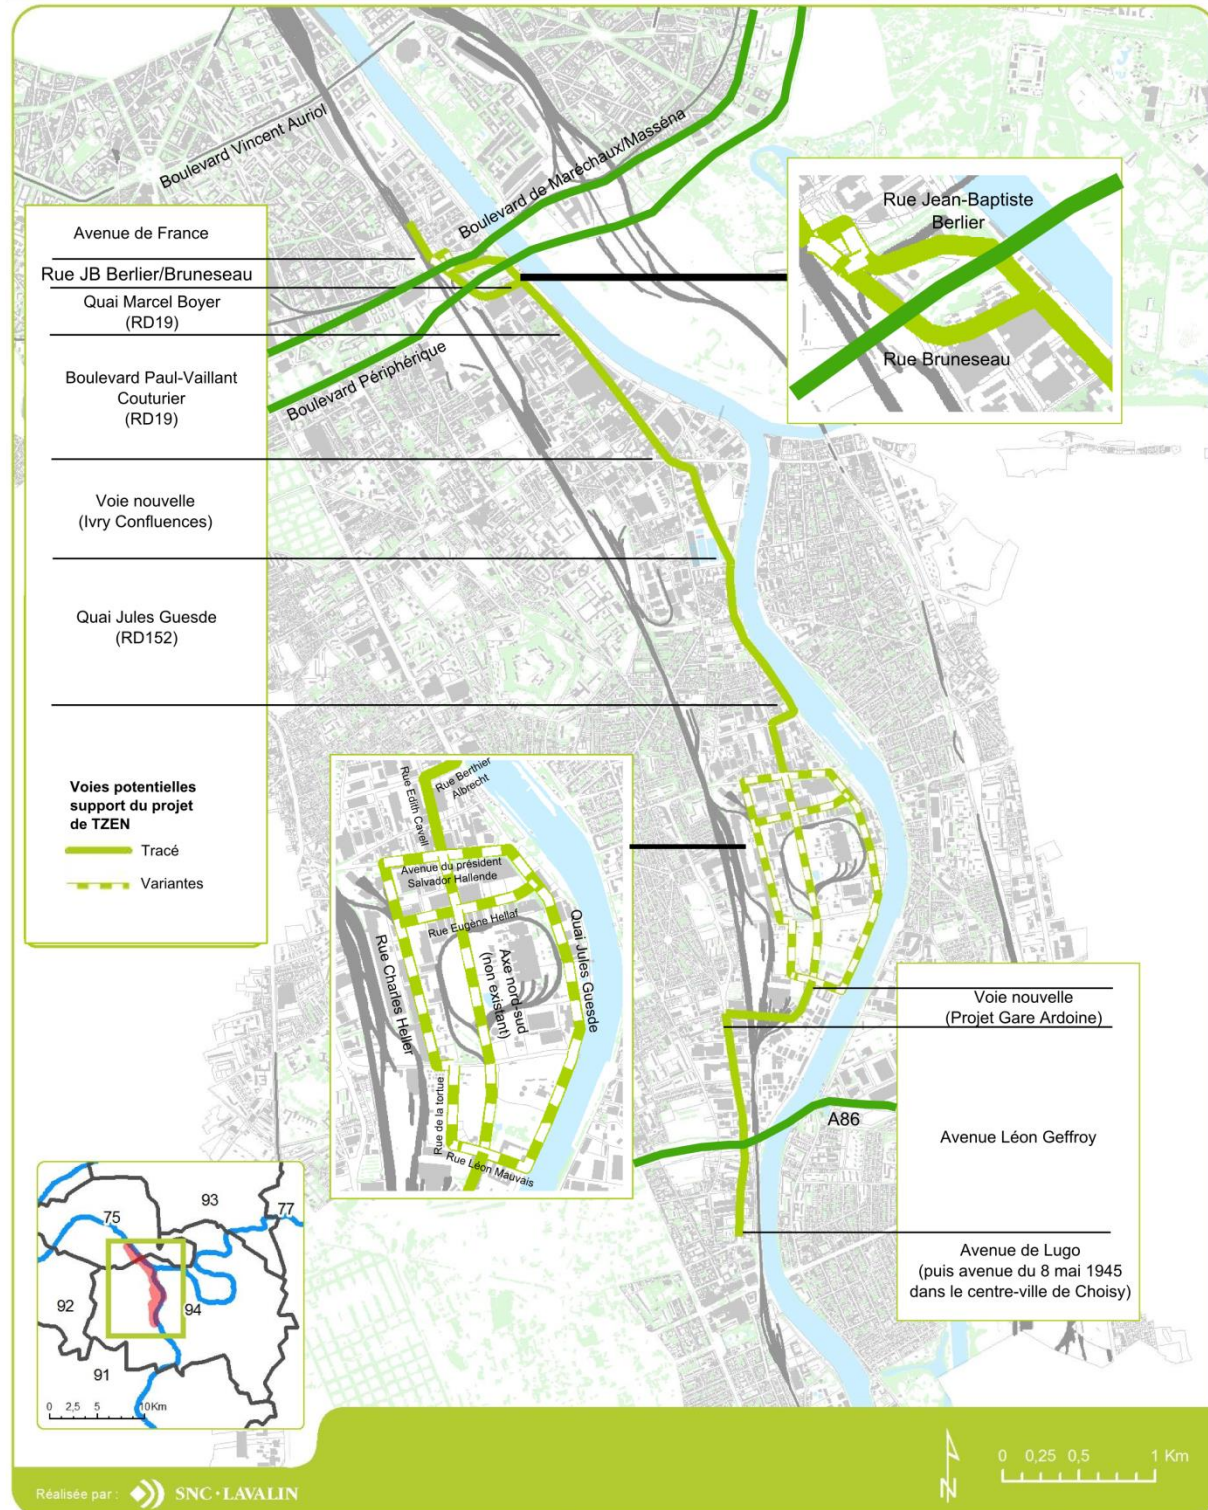 Boulevard Vincent Auriol
Boulevard de Maréchaux/Masséna
Boulevard Périphérique
Avenue de France
Rue JB Berlier/Bruneseau
Quai Marcel Boyer
(RD19)
Boulevard Paul-Vaillant
Couturier
(RD19)
Voie nouvelle
(Ivry Confluences)
Quai Jules Guesde
(RD152)
Voies potentielles
support du projet
de TZEN
Tracé
Variantes
Rue Jean-Baptiste
Berlier
Rue Bruneseau
Rue Berthier
Albrecht
Rue Edith Cavell
Avenue du président
Salvador Hallende
Rue Eugène Hellaf
Quai Jules Guesde
Axe nord-sud
(non existant)
Rue Charles Heller
Rue de la tortue
Rue Léon Mauvais
Voie nouvelle
(Projet Gare Ardoine)
A86
Avenue Léon Geffroy
Avenue de Lugo
(puis avenue du 8 mai 1945
dans le centre-ville de Choisy)
93
77
75
92
94
91
0 2,5 5 10Km
N
0 0,25 0,5 1 Km
Réalisée par : SNC•LAVALIN